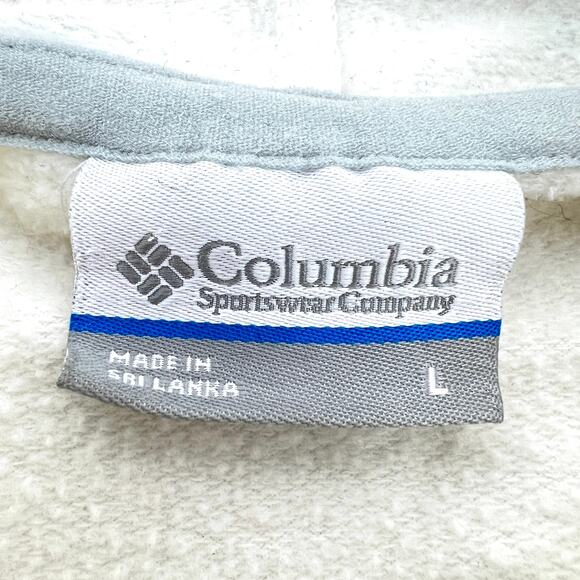 Columbia
Sportswear Company
MADE IN
SRI LANKA
L